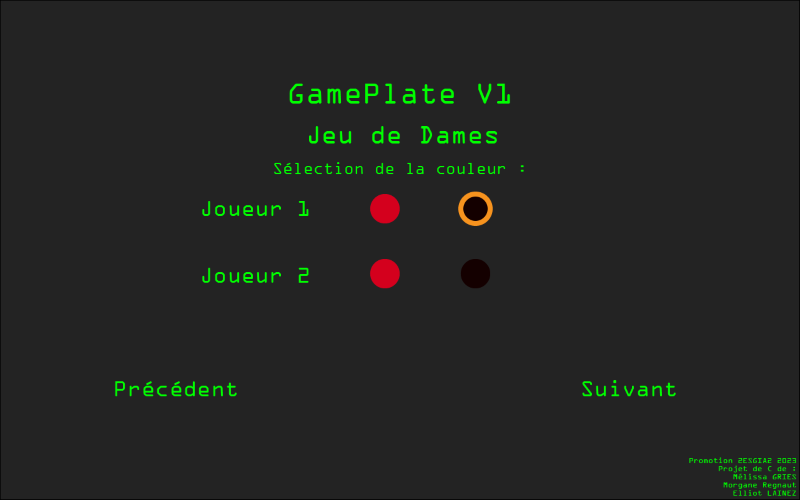 GamePlate V1
Jeu de Dames
Sélection de la couleur :
Joueur 1
Joueur 2
Précédent
Suivant
Promotion 2ESGIA2 2023
Projet de C de :
Mélissa GRIES
Morgane Regnaut
Elliot LAINEZ